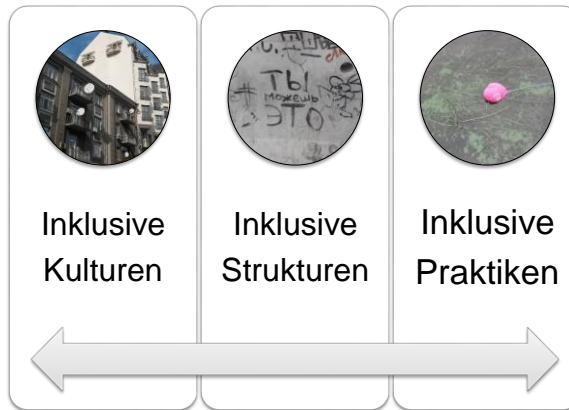 Inklusive
Kulturen
ТЫ
можешь
ЭТО
Inklusive
Strukturen
Inklusive
Praktiken